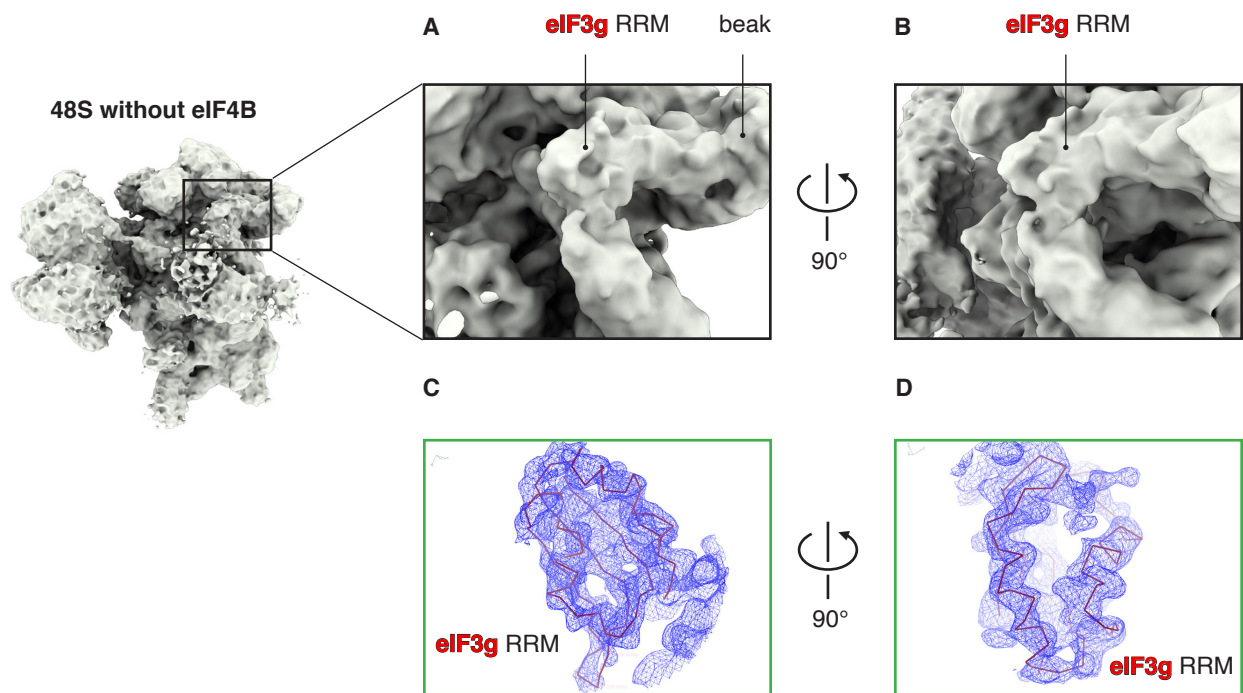 48S without eIF4B
A
eIF3g RRM
beak
B
eIF3g RRM
90°
C
eIF3g RRM
D
90°
eIF3g RRM